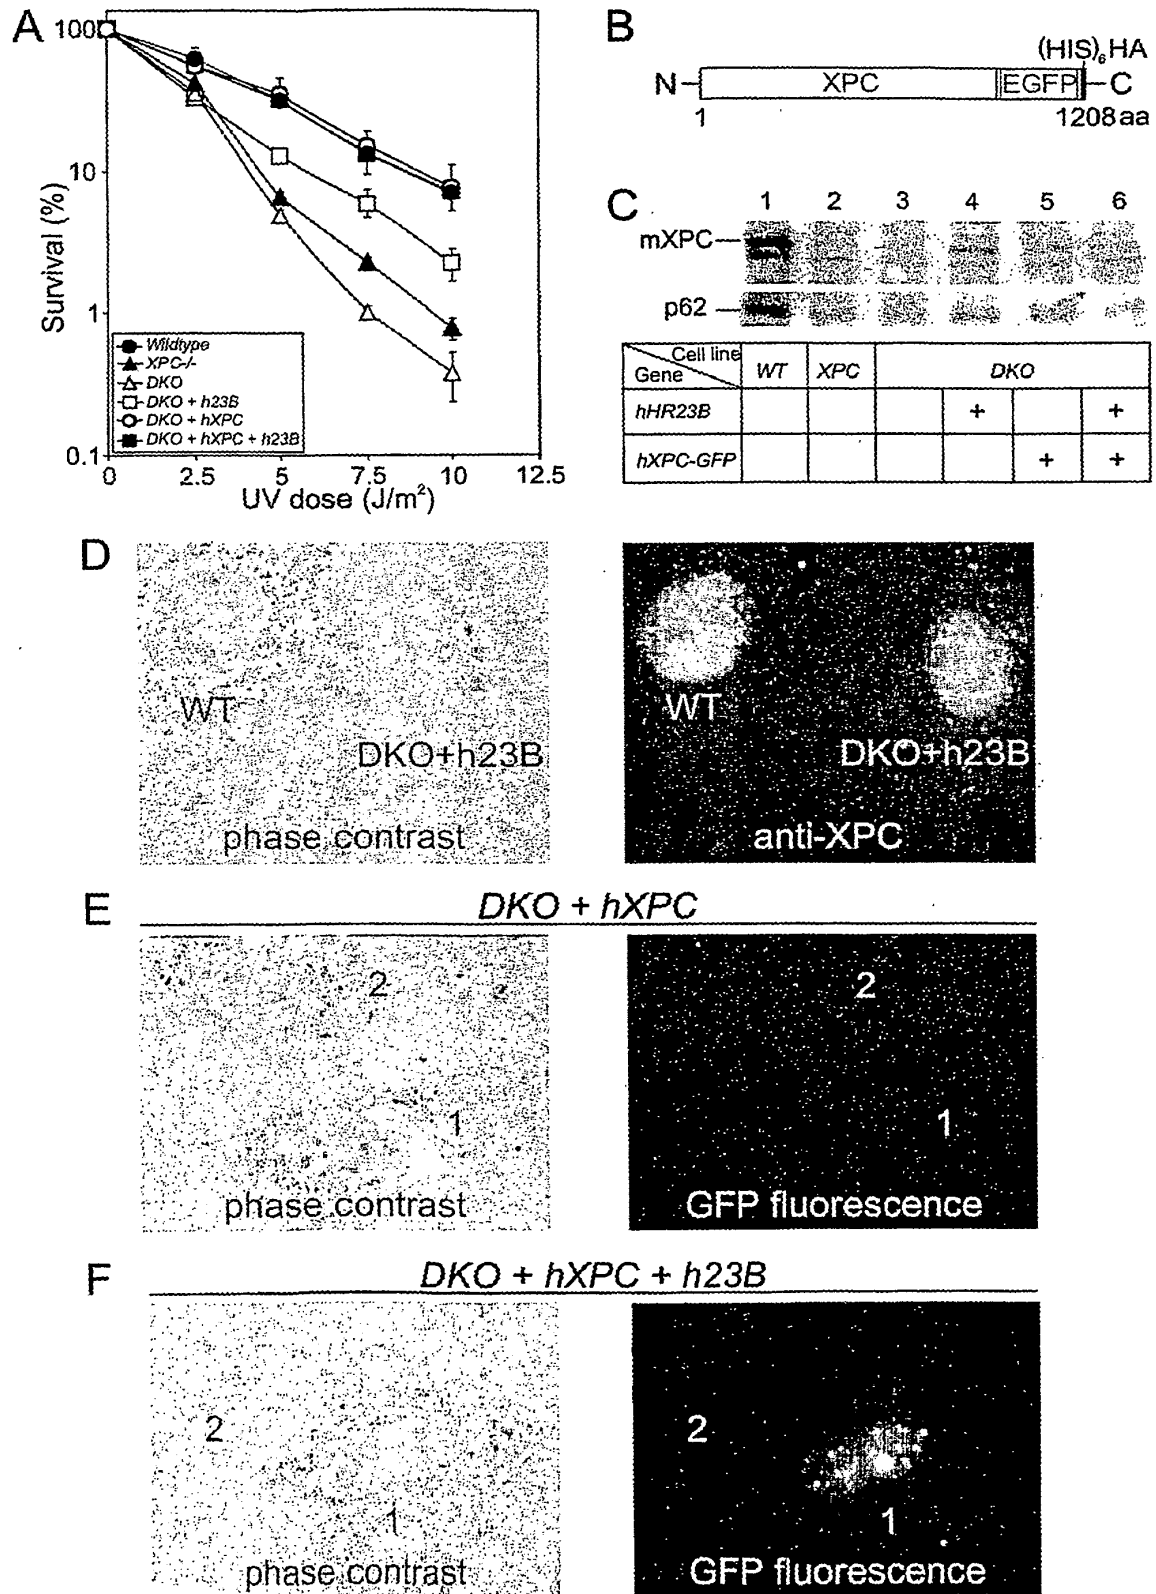 A
Survival (%)
100
10
1
0.1
0 2.5 5 7.5 10 12.5
UV dose (J/m²)
Wildtype
XPC-/-
DKO
DKO + h23B
DKO + hXPC
DKO + hXPC + h23B
B
(HIS)₆HA
N XPC EGFP C
1 1208aa
C
1 2 3 4 5 6
mXPC
p62
Cell line
Gene
WT XPC DKO
hHR23B + +
hXPC-GFP + +
D
WT
DKO+h23B
phase contrast
WT
DKO+h23B
anti-XPC
E
DKO + hXPC
2
1
phase contrast
2
1
GFP fluorescence
F
DKO + hXPC + h23B
2
1
phase contrast
2
1
GFP fluorescence